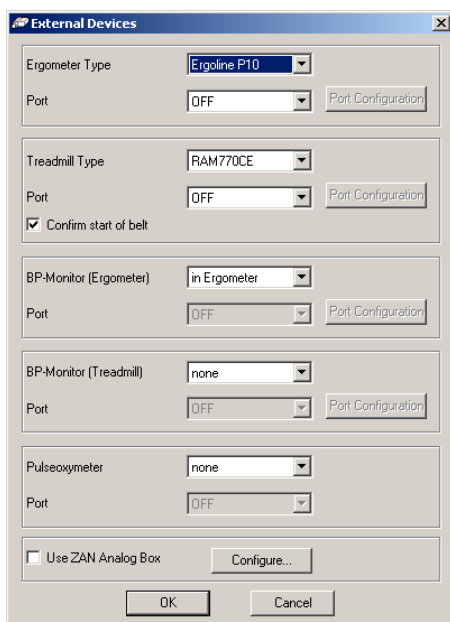 External Devices
Ergometer Type Ergoline P10
Port OFF Port Configuration
Treadmill Type RAM770CE
Port OFF Port Configuration
Confirm start of belt
BP-Monitor (Ergometer) in Ergometer
Port OFF Port Configuration
BP-Monitor (Treadmill) none
Port OFF Port Configuration
Pulseoxymeter none
Port OFF
Use ZAN Analog Box Configure...
OK Cancel